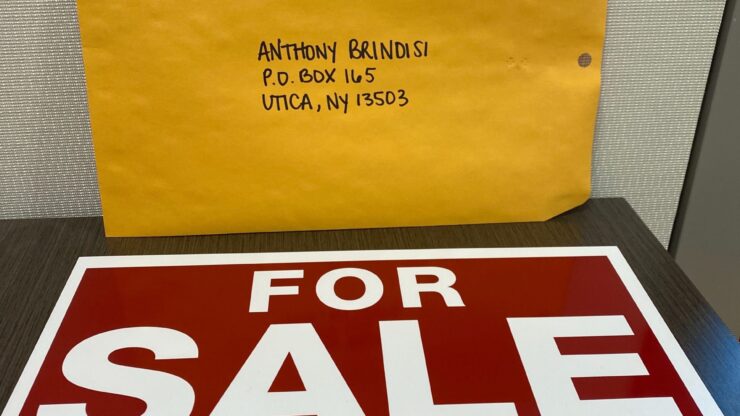 ANTHONY BRINDISI
P.O. BOX 165
UTICA, NY 13503
FOR
SALE